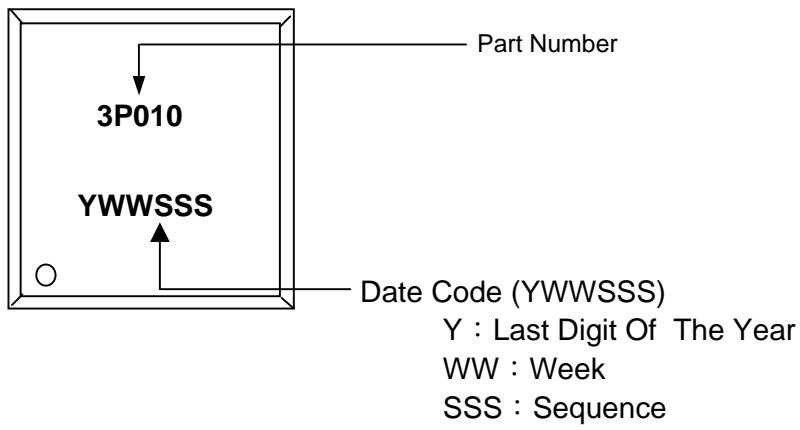 Part Number
3P010
YWWSSS
Date Code (YWWSSS)
Y：Last Digit Of The Year
WW：Week
SSS：Sequence